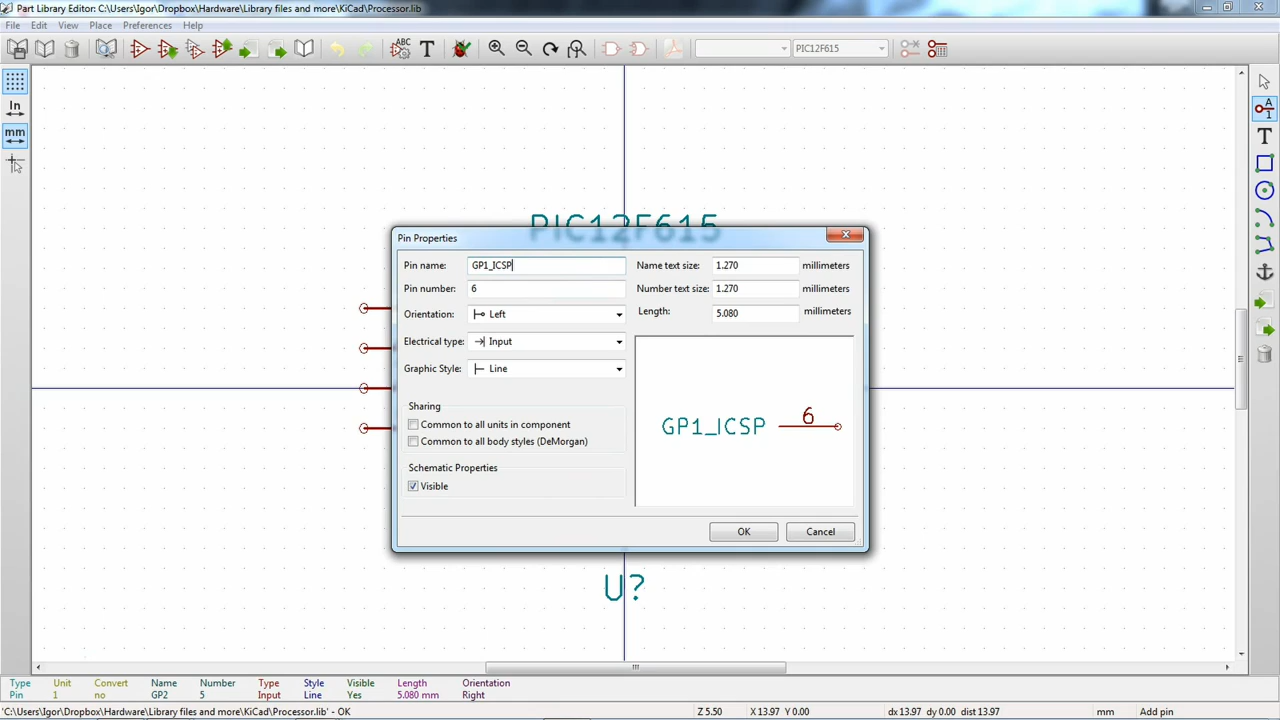 Part Library Editor: C:\Users\Igor\Dropbox\Hardware\Library files and more\KiCad\Processor.lib
File Edit View Place Preferences Help
ABC T PIC12F615
In
mm
A
1
T
PIC12F615
Pin Properties
Pin name: GP1_ICSP Name text size: 1.270 millimeters
Pin number: 6 Number text size: 1.270 millimeters
Orientation: Left Length: 5.080 millimeters
Electrical type: Input
Graphic Style: Line
Sharing
Common to all units in component
Common to all body styles (DeMorgan)
GP1_ICSP 6
Schematic Properties
Visible
OK Cancel
U?
Type Unit Convert Name Number Type Style Visible Length Orientation
Pin 1 no GP2 5 Input Line Yes 5.080 mm Right
'C:\Users\Igor\Dropbox\Hardware\Library files and more\KiCad\Processor.lib' - OK Z 5.50 X 13.97 Y 0.00 dx 13.97 dy 0.00 dist 13.97 mm Add pin